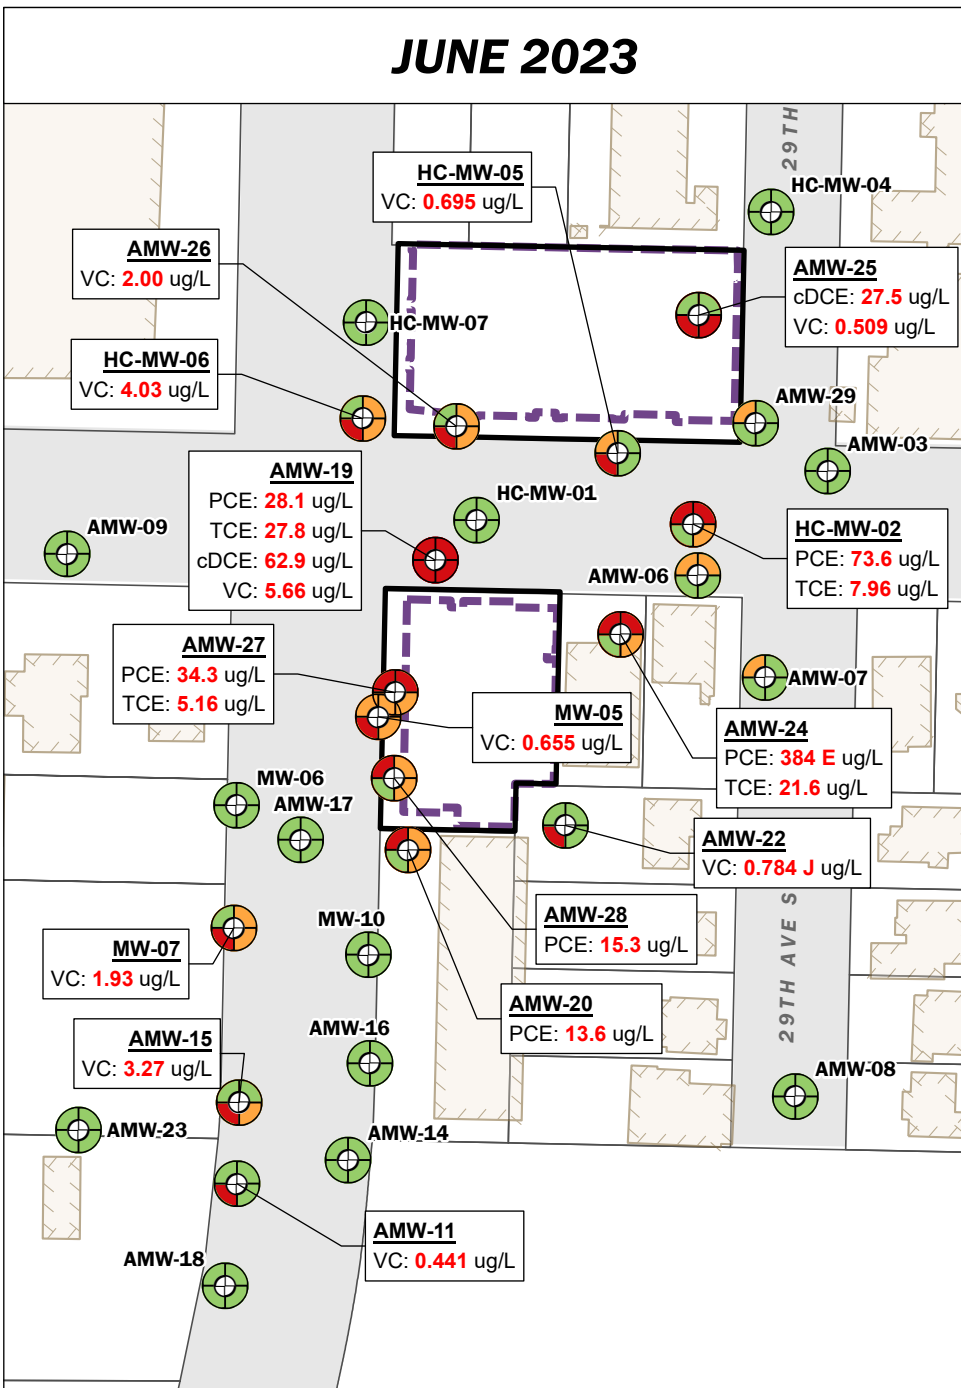 JUNE 2023
29TH
HC-MW-05
VC: 0.695 ug/L
HC-MW-04
AMW-26
VC: 2.00 ug/L
AMW-25
cDCE: 27.5 ug/L
VC: 0.509 ug/L
HC-MW-07
HC-MW-06
VC: 4.03 ug/L
AMW-29
AMW-03
AMW-19
PCE: 28.1 ug/L
TCE: 27.8 ug/L
cDCE: 62.9 ug/L
VC: 5.66 ug/L
HC-MW-01
AMW-09
HC-MW-02
PCE: 73.6 ug/L
TCE: 7.96 ug/L
AMW-06
AMW-27
PCE: 34.3 ug/L
TCE: 5.16 ug/L
AMW-07
MW-05
VC: 0.655 ug/L
AMW-24
PCE: 384 E ug/L
TCE: 21.6 ug/L
MW-06
AMW-17
AMW-22
VC: 0.784 J ug/L
29TH AVE S
AMW-28
PCE: 15.3 ug/L
MW-10
MW-07
VC: 1.93 ug/L
AMW-20
PCE: 13.6 ug/L
AMW-16
AMW-15
VC: 3.27 ug/L
AMW-08
AMW-23
AMW-14
AMW-11
VC: 0.441 ug/L
AMW-18